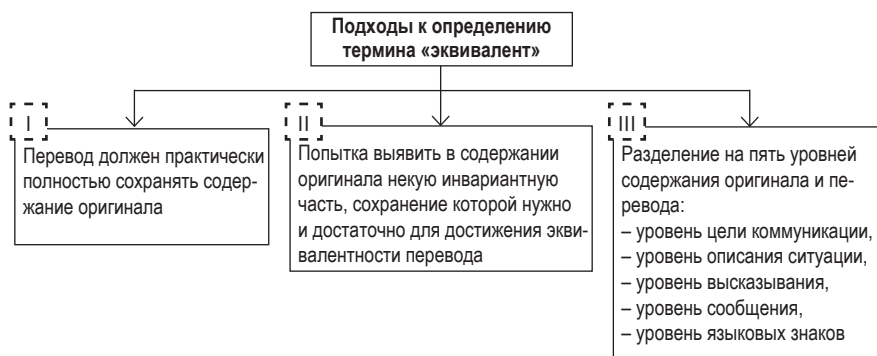 Подходы к определению
термина «эквивалент»
I
Перевод должен практически
полностью сохранять содер-
жание оригинала
II
Попытка выявить в содержании
оригинала некую инвариантную
часть, сохранение которой нужно
и достаточно для достижения экви-
валентности перевода
III
Разделение на пять уровней
содержания оригинала и пе-
ревода:
– уровень цели коммуникации,
– уровень описания ситуации,
– уровень высказывания,
– уровень сообщения,
– уровень языковых знаков